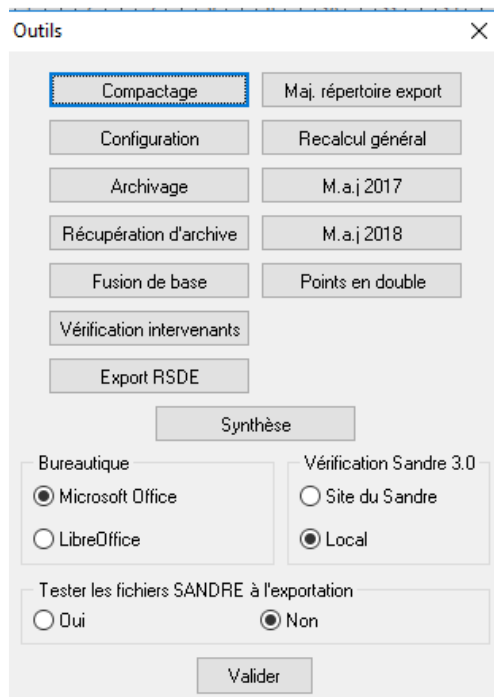 Outils
Compactage Maj. répertoire export
Configuration Recalcul général
Archivage M.a.j 2017
Récupération d'archive M.a.j 2018
Fusion de base Points en double
Vérification intervenants
Export RSDE
Synthèse
Bureautique Vérification Sandre 3.0
Microsoft Office Site du Sandre
LibreOffice Local
Tester les fichiers SANDRE à l'exportation
Oui Non
Valider